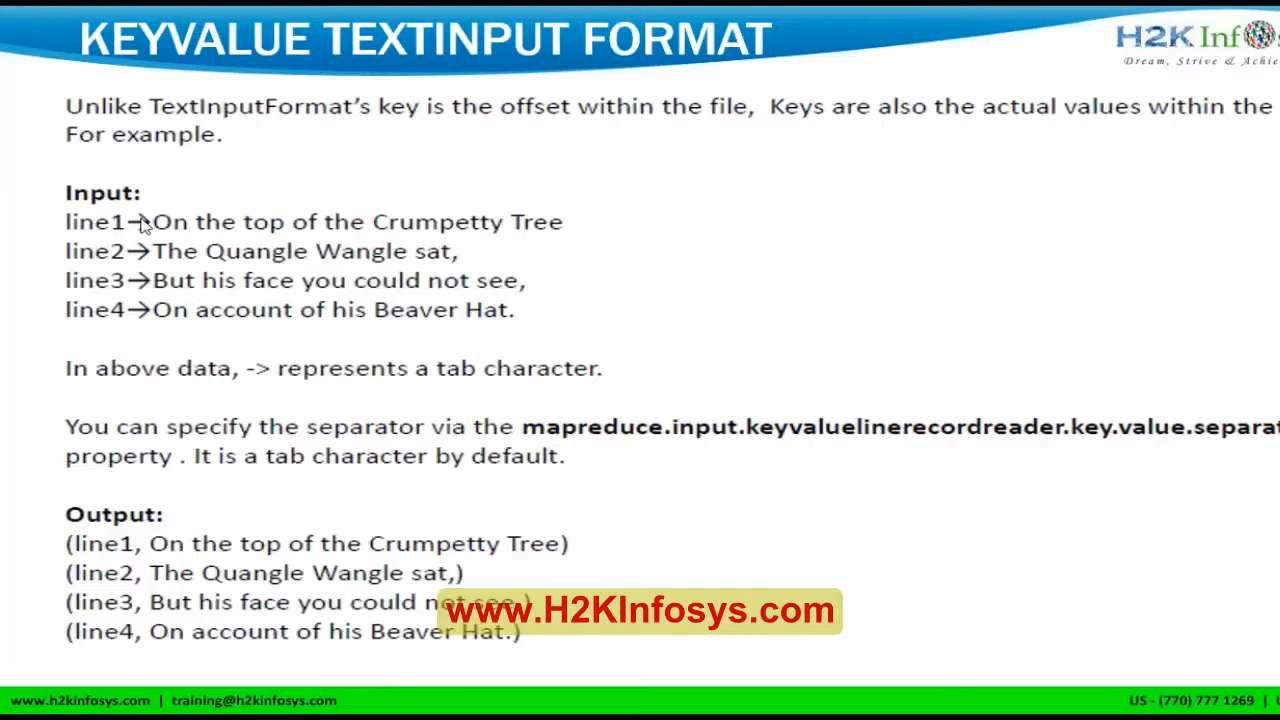 KEYVALUE TEXTINPUT FORMAT
H2K Infos
Dream, Strive & Achie
Unlike TextInputFormat's key is the offset within the file, Keys are also the actual values within the
For example.
Input:
line1→On the top of the Crumpetty Tree
line2→The Quangle Wangle sat,
line3→But his face you could not see,
line4→On account of his Beaver Hat.
In above data, -> represents a tab character.
You can specify the separator via the mapreduce.input.keyvaluelinerecordreader.key.value.separat
property . It is a tab character by default.
Output:
(line1, On the top of the Crumpetty Tree)
(line2, The Quangle Wangle sat,)
(line3, But his face you could not see,)
www.H2KInfosys.com
(line4, On account of his Beaver Hat.)
www.h2kinfosys.com | training@h2kinfosys.com
US - (770) 777 1269 |